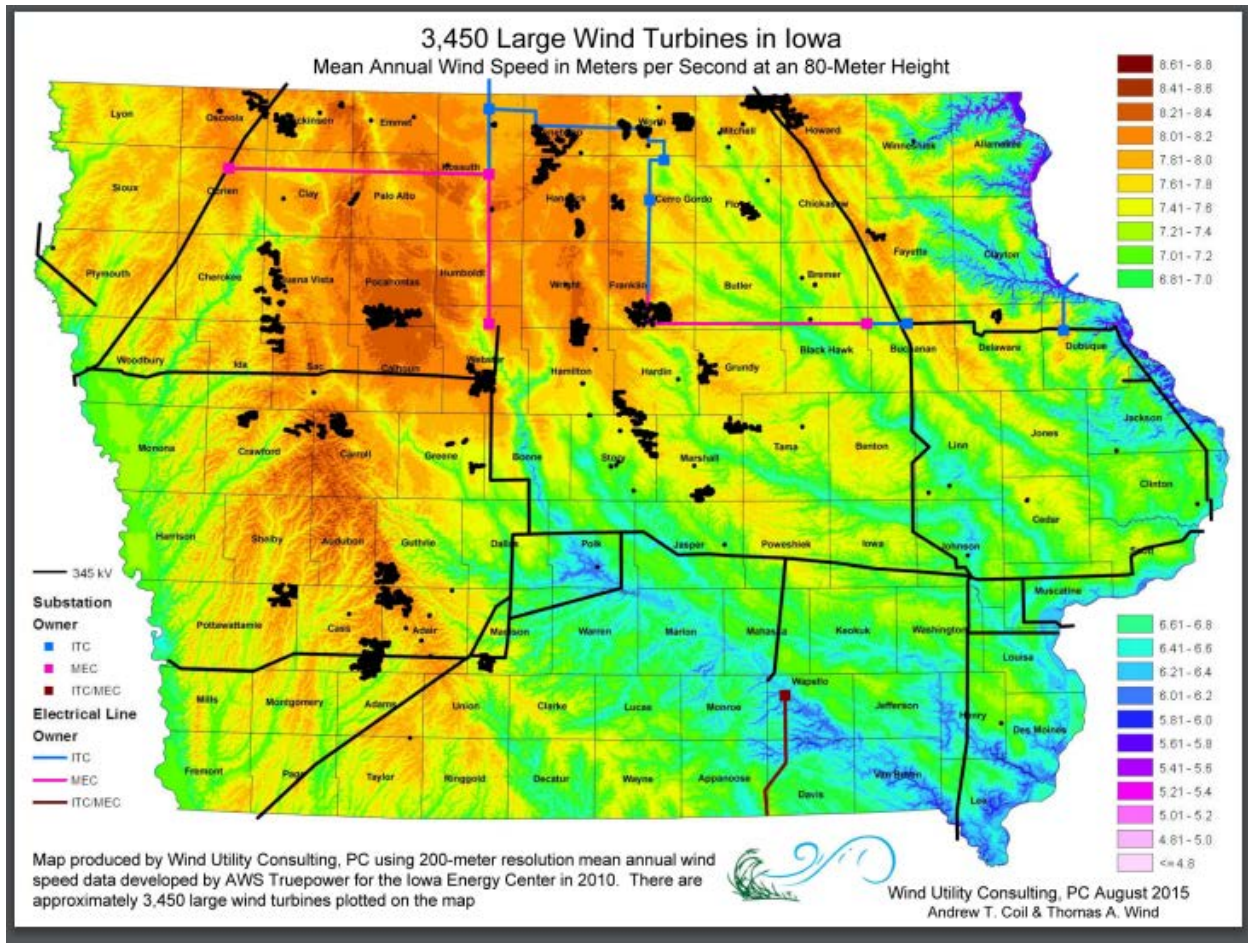 3,450 Large Wind Turbines in Iowa
Mean Annual Wind Speed in Meters per Second at an 80-Meter Height
8.61 - 8.8
8.41 - 8.6
8.21 - 8.4
8.01 - 8.2
7.81 - 8.0
7.61 - 7.8
7.41 - 7.6
7.21 - 7.4
7.01 - 7.2
6.81 - 7.0
Lyon
Osceola
Emmet
Worth
Mitchell
Howard
Allamakee
Sioux
Clay
Palo Alto
Cerro Gordo
Chickasaw
Fayette
Clayton
Plymouth
Cherokee
Pocahontas
Humboldt
Franklin
Butler
Bremer
Woodbury
Ida
Sac
Calhoun
Webster
Hamilton
Hardin
Grundy
Black Hawk
Buchanan
Delaware
Dubuque
Monona
Crawford
Carroll
Greene
Boone
Story
Marshall
Tama
Benton
Linn
Jones
Jackson
Clinton
Cedar
Harrison
Shelby
Audubon
Guthrie
Dallas
Polk
Jasper
Poweshiek
Iowa
Johnson
Scott
Muscatine
Pottawattamie
Cass
Adair
Madison
Warren
Marion
Mahaska
Keokuk
Washington
Louisa
Mills
Montgomery
Adams
Union
Clarke
Lucas
Monroe
Wapello
Jefferson
Henry
Des Moines
Fremont
Page
Taylor
Ringgold
Decatur
Wayne
Appanoose
Davis
Van Buren
Lee
345 kV
Substation
Owner
ITC
MEC
ITC/MEC
Electrical Line
Owner
ITC
MEC
ITC/MEC
6.61 - 6.8
6.41 - 6.6
6.21 - 6.4
6.01 - 6.2
5.81 - 6.0
5.61 - 5.8
5.41 - 5.6
5.21 - 5.4
5.01 - 5.2
4.81 - 5.0
<= 4.8
Map produced by Wind Utility Consulting, PC using 200-meter resolution mean annual wind
speed data developed by AWS Truepower for the Iowa Energy Center in 2010. There are
approximately 3,450 large wind turbines plotted on the map
Wind Utility Consulting, PC August 2015
Andrew T. Coil & Thomas A. Wind